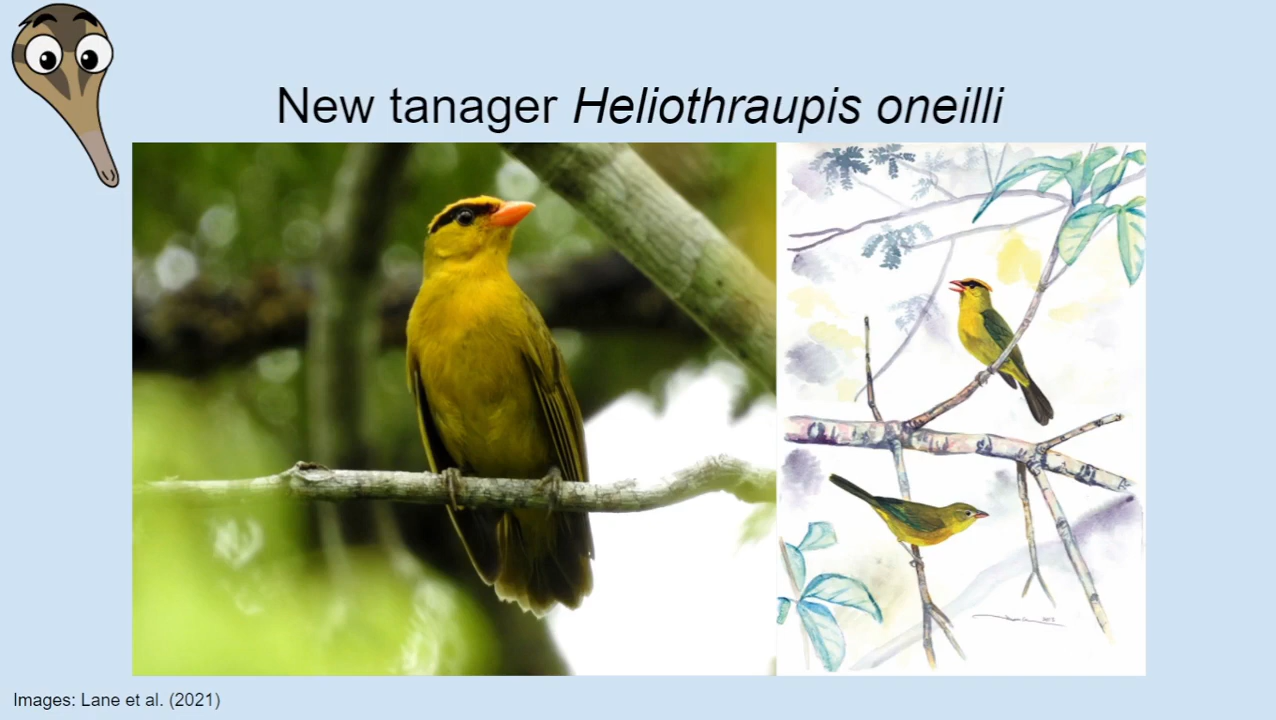 New tanager Heliothraupis oneilli
Images: Lane et al. (2021)